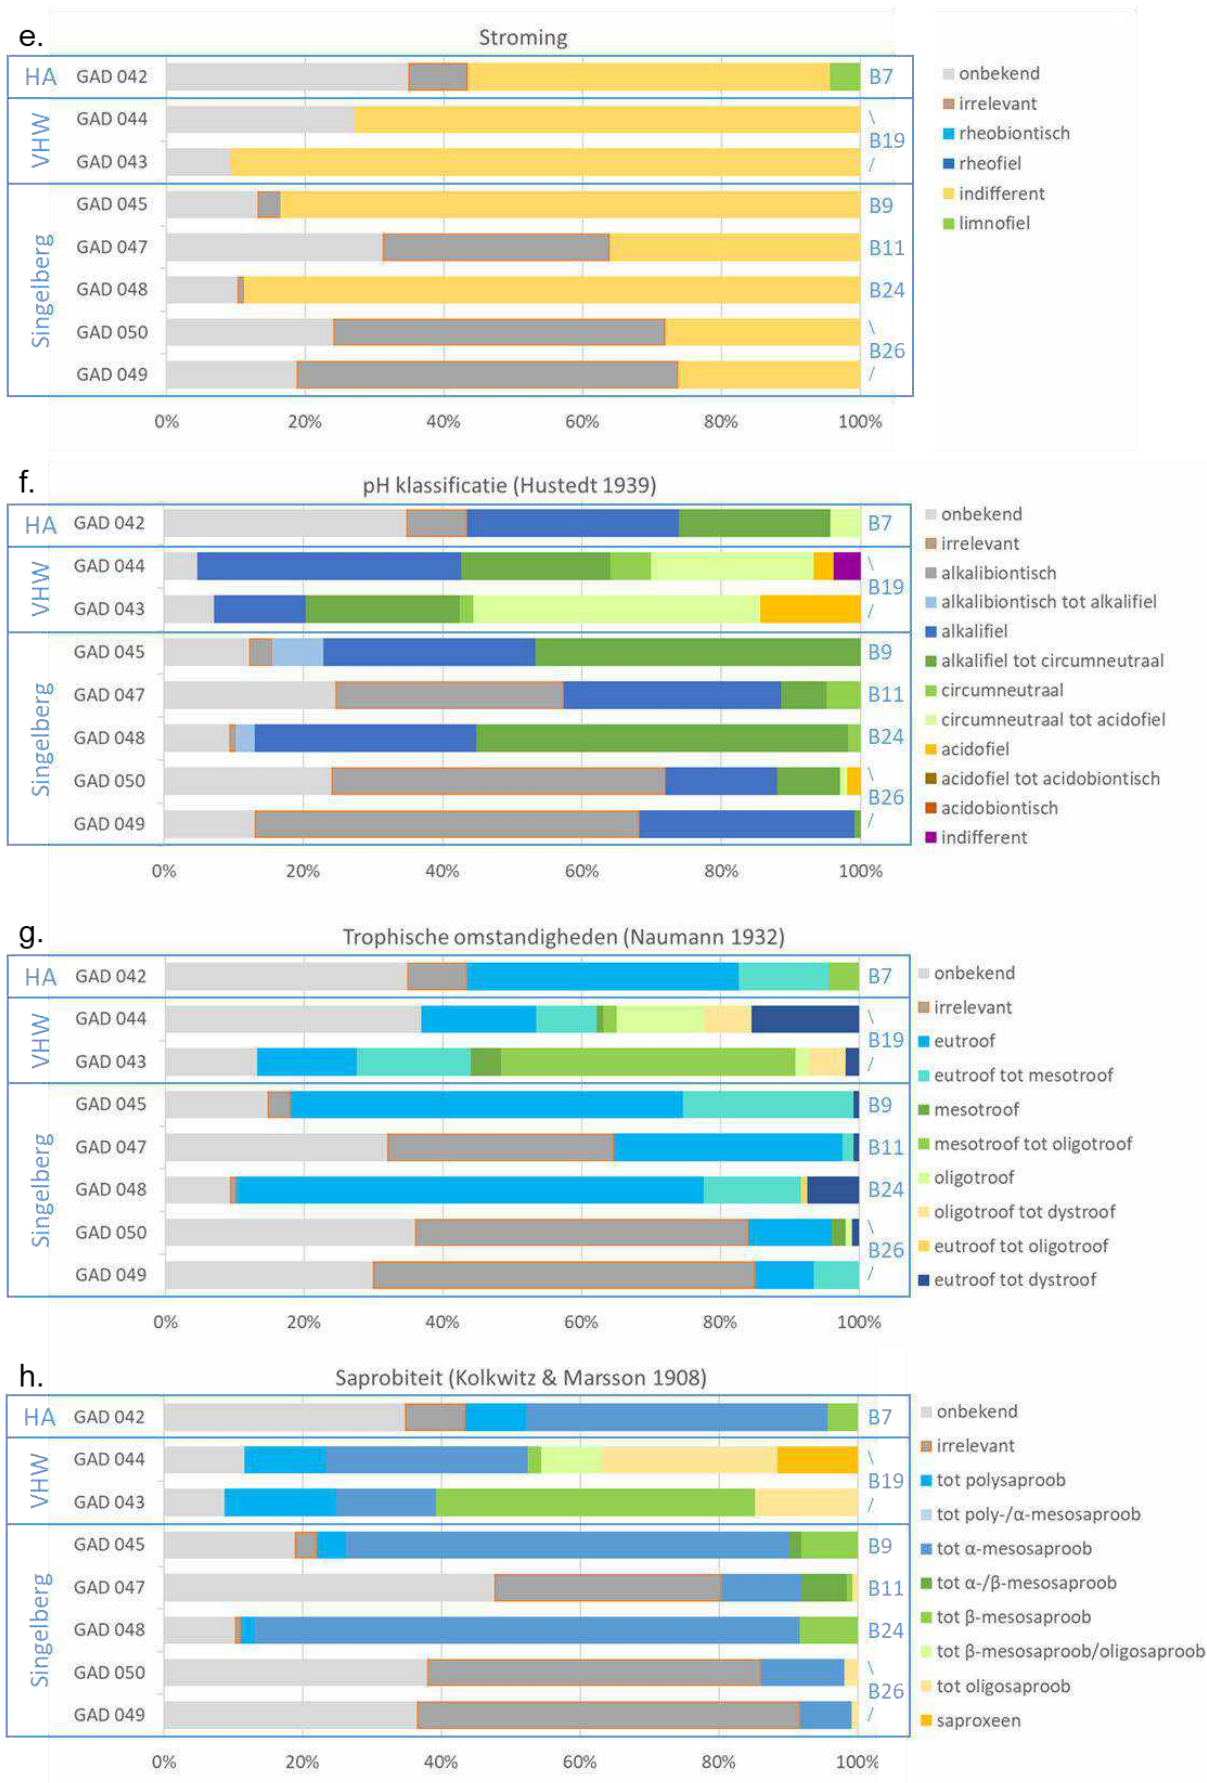 e.
Stroming
HA GAD 042 B7
VHW
GAD 044 \
B19
GAD 043 /
Singelberg
GAD 045 B9
GAD 047 B11
GAD 048 B24
GAD 050 \
B26
GAD 049 /
0% 20% 40% 60% 80% 100%
onbekend
irrelevant
rheobiontisch
rheofiel
indifferent
limnofiel
f.
pH klassificatie (Hustedt 1939)
HA GAD 042 B7
VHW
GAD 044 \
B19
GAD 043 /
Singelberg
GAD 045 B9
GAD 047 B11
GAD 048 B24
GAD 050 \
B26
GAD 049 /
0% 20% 40% 60% 80% 100%
onbekend
irrelevant
alkalibiontisch
alkalibiontisch tot alkalifiel
alkalifiel
alkalifiel tot circumneutraal
circumneutraal
circumneutraal tot acidofiel
acidofiel
acidofiel tot acidobiontisch
acidobiontisch
indifferent
g.
Trophische omstandigheden (Naumann 1932)
HA GAD 042 B7
VHW
GAD 044 \
B19
GAD 043 /
Singelberg
GAD 045 B9
GAD 047 B11
GAD 048 B24
GAD 050 \
B26
GAD 049 /
0% 20% 40% 60% 80% 100%
onbekend
irrelevant
eutroof
eutroof tot mesotroof
mesotroof
mesotroof tot oligotroof
oligotroof
oligotroof tot dystroof
eutroof tot oligotroof
eutroof tot dystroof
h.
Saprobiteit (Kolkwitz & Marsson 1908)
HA GAD 042 B7
VHW
GAD 044 \
B19
GAD 043 /
Singelberg
GAD 045 B9
GAD 047 B11
GAD 048 B24
GAD 050 \
B26
GAD 049 /
0% 20% 40% 60% 80% 100%
onbekend
irrelevant
tot polysaproob
tot poly-/α-mesosaproob
tot α-mesosaproob
tot α-/β-mesosaproob
tot β-mesosaproob
tot β-mesosaproob/oligosaproob
tot oligosaproob
saproxeen